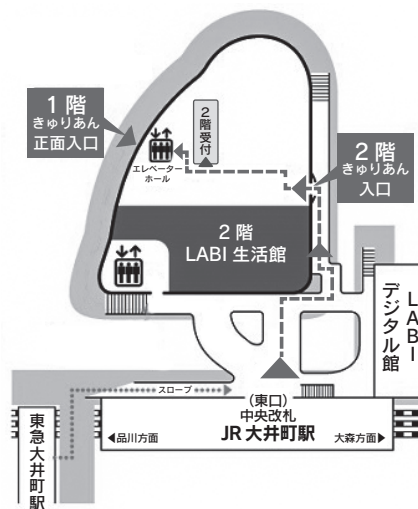 1階
きゅりあん
正面入口
2階受付
エレベーター
ホール
2階
きゅりあん
入口
2階
LABI 生活館
LABI
デジタル館
スロープ
(東口)
中央改札
JR 大井町駅
◀品川方面
大森方面▶
東急大井町駅